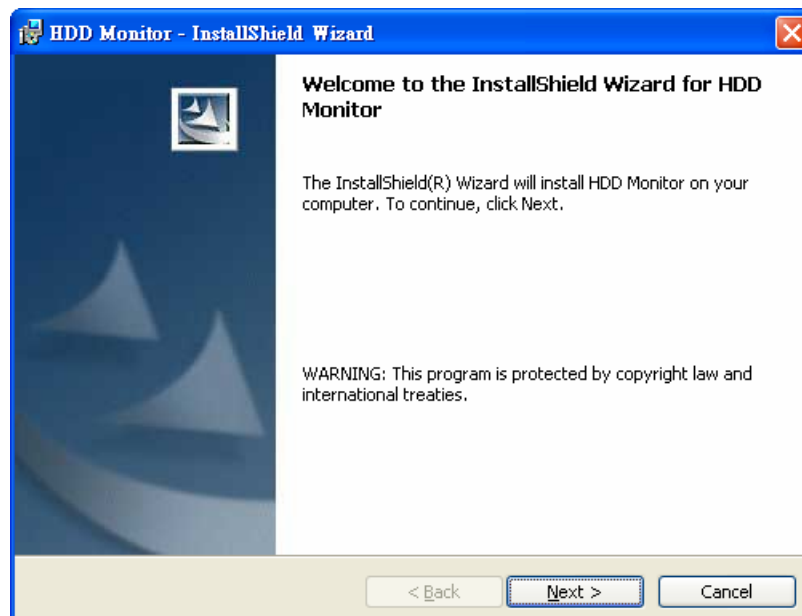 HDD Monitor - InstallShield Wizard
Welcome to the InstallShield Wizard for HDD
Monitor
The InstallShield(R) Wizard will install HDD Monitor on your
computer. To continue, click Next.
WARNING: This program is protected by copyright law and
international treaties.
< Back
Next >
Cancel